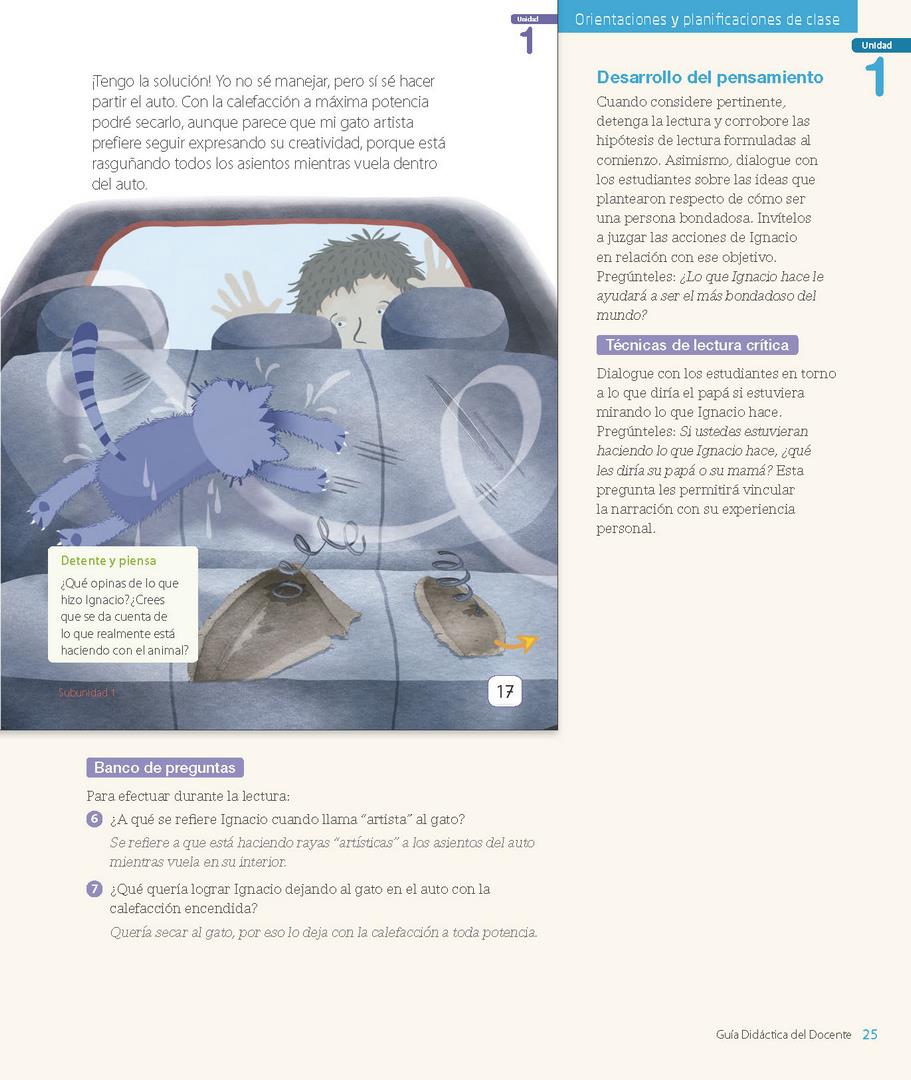 Unidad
1
¡Tengo la solución! Yo no sé manejar, pero sí sé hacer
partir el auto. Con la calefacción a máxima potencia
podré secarlo, aunque parece que mi gato artista
prefiere seguir expresando su creatividad, porque está
rasguñando todos los asientos mientras vuela dentro
del auto.
Detente y piensa
¿Qué opinas de lo que
hizo Ignacio?¿Crees
que se da cuenta de
lo que realmente está
haciendo con el animal?
Subunidad 1
17
Banco de preguntas
Para efectuar durante la lectura:
6 ¿A qué se refiere Ignacio cuando llama “artista” al gato?
Se refiere a que está haciendo rayas “artísticas” a los asientos del auto
mientras vuela en su interior.
7 ¿Qué quería lograr Ignacio dejando al gato en el auto con la
calefacción encendida?
Quería secar al gato, por eso lo deja con la calefacción a toda potencia.
Orientaciones y planificaciones de clase
Unidad
1
Desarrollo del pensamiento
Cuando considere pertinente,
detenga la lectura y corrobore las
hipótesis de lectura formuladas al
comienzo. Asimismo, dialogue con
los estudiantes sobre las ideas que
plantearon respecto de cómo ser
una persona bondadosa. Invítelos
a juzgar las acciones de Ignacio
en relación con ese objetivo.
Pregúnteles: ¿Lo que Ignacio hace le
ayudará a ser el más bondadoso del
mundo?
Técnicas de lectura crítica
Dialogue con los estudiantes en torno
a lo que diría el papá si estuviera
mirando lo que Ignacio hace.
Pregúnteles: Si ustedes estuvieran
haciendo lo que Ignacio hace, ¿qué
les diría su papá o su mamá? Esta
pregunta les permitirá vincular
la narración con su experiencia
personal.
Guía Didáctica del Docente 25